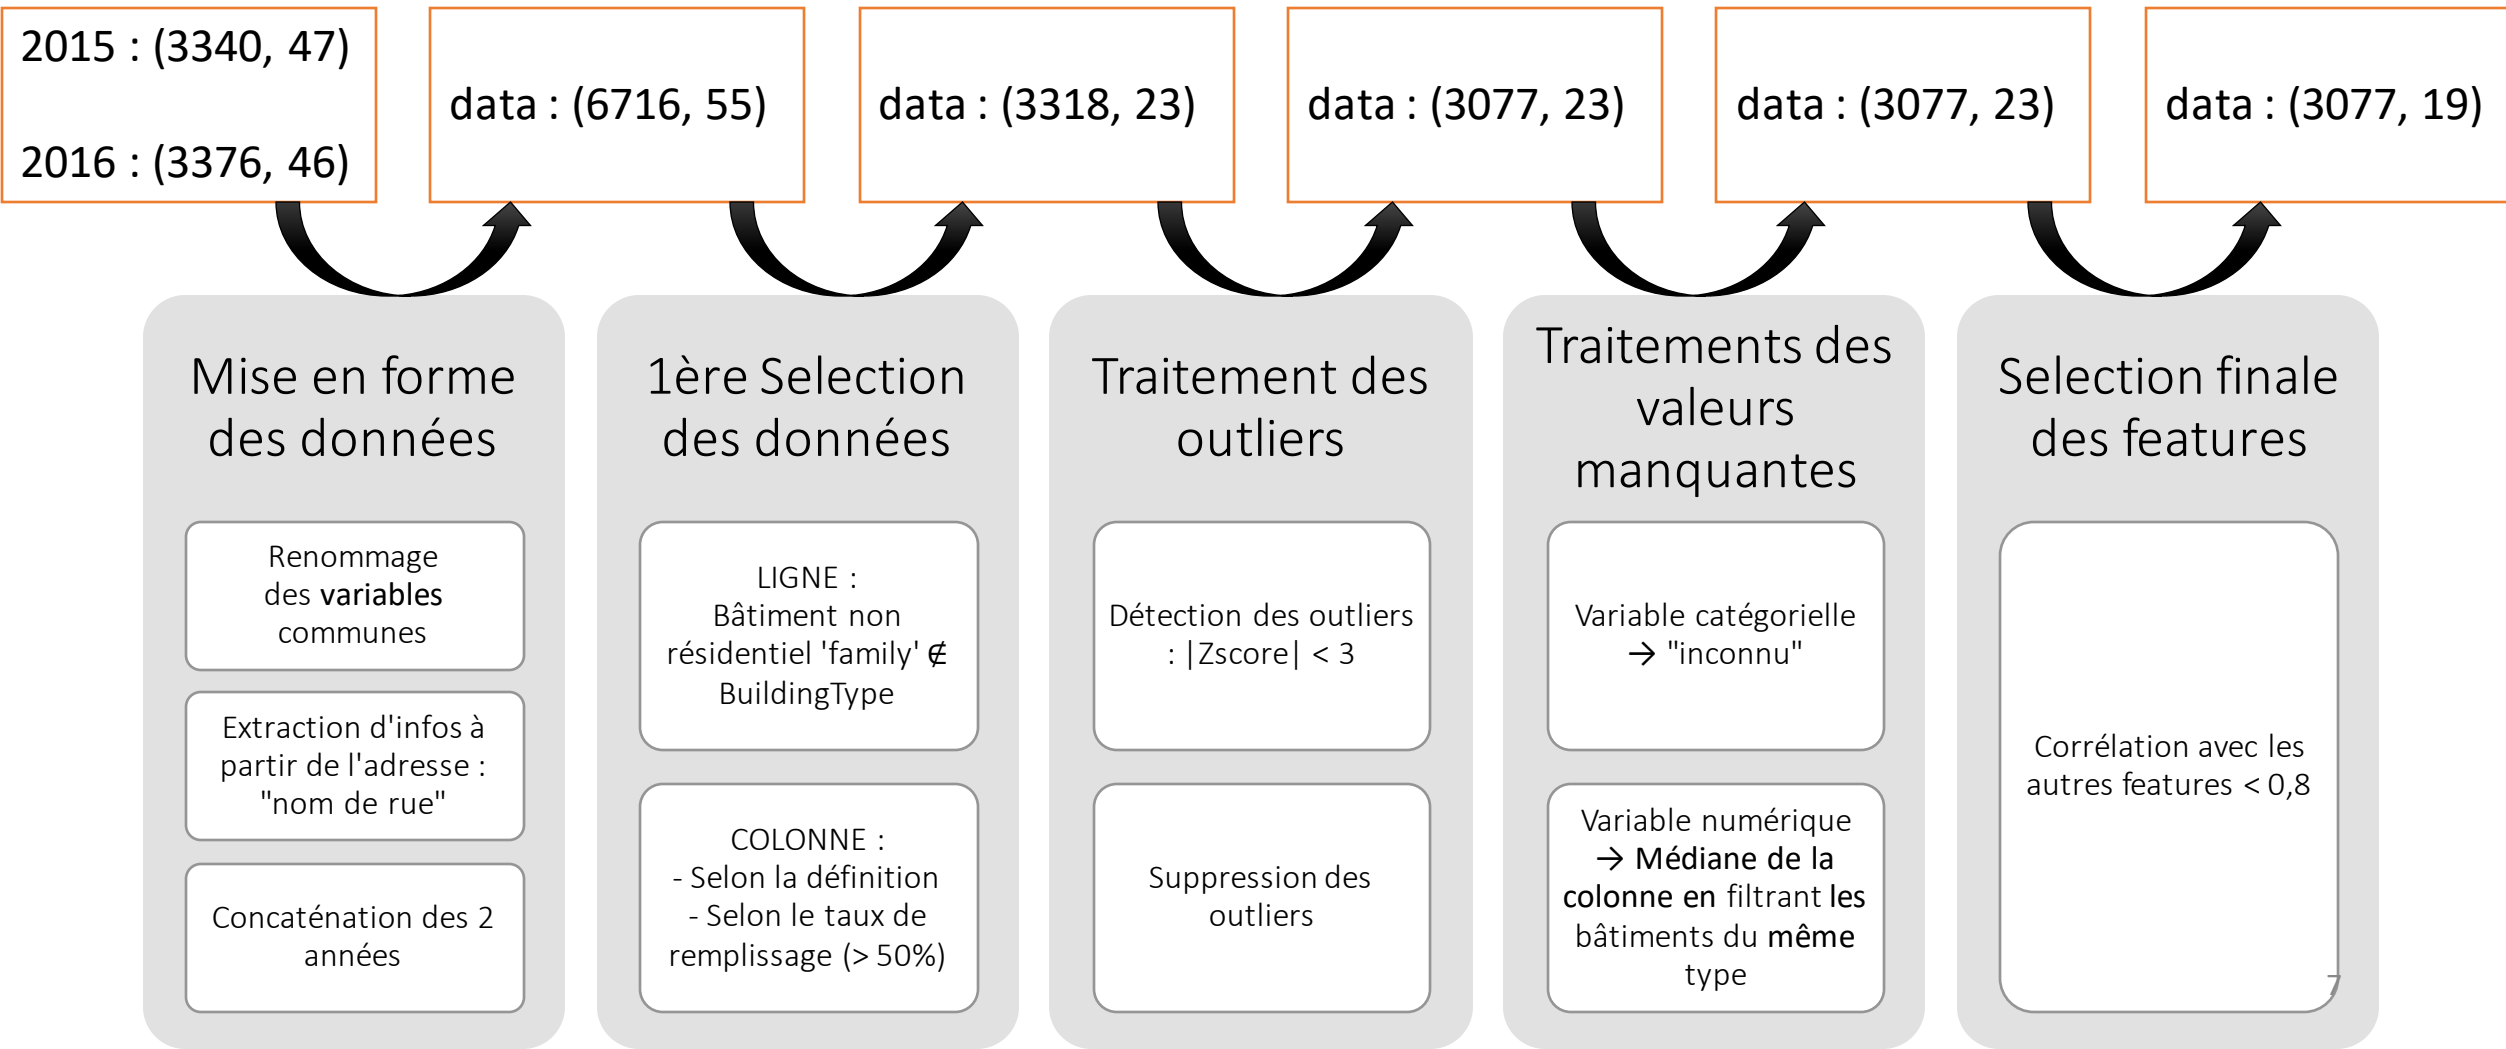 2015 : (3340, 47)
2016 : (3376, 46)
data : (6716, 55)
data : (3318, 23)
data : (3077, 23)
data : (3077, 23)
data : (3077, 19)
Mise en forme
des données
Renommage
des variables
communes
Extraction d'infos à
partir de l'adresse :
"nom de rue"
Concaténation des 2
années
1ère Selection
des données
LIGNE :
Bâtiment non
résidentiel 'family' ∉
BuildingType
COLONNE :
- Selon la définition
- Selon le taux de
remplissage (> 50%)
Traitement des
outliers
Détection des outliers
: |Zscore| < 3
Suppression des
outliers
Traitements des
valeurs
manquantes
Variable catégorielle
→ "inconnu"
Variable numérique
→ Médiane de la
colonne en filtrant les
bâtiments du même
type
Selection finale
des features
Corrélation avec les
autres features < 0,8
7